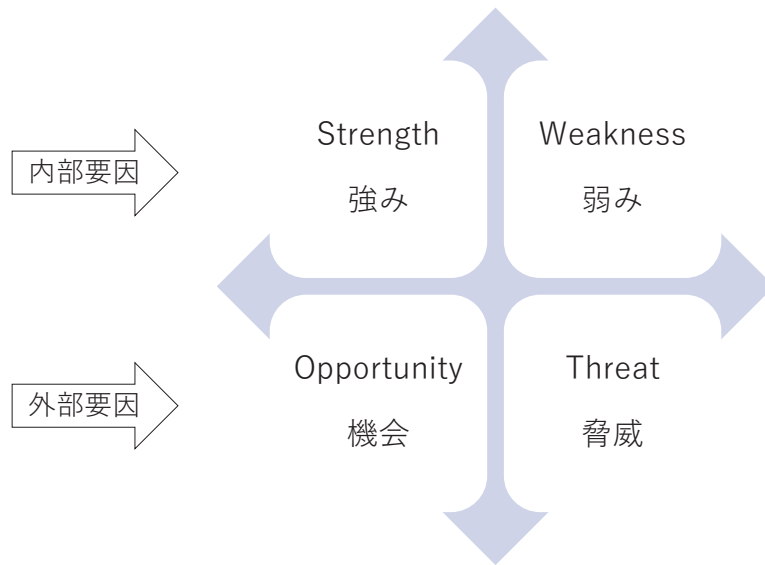 Strength
強み
Weakness
弱み
内部要因
Opportunity
機会
Threat
脅威
外部要因